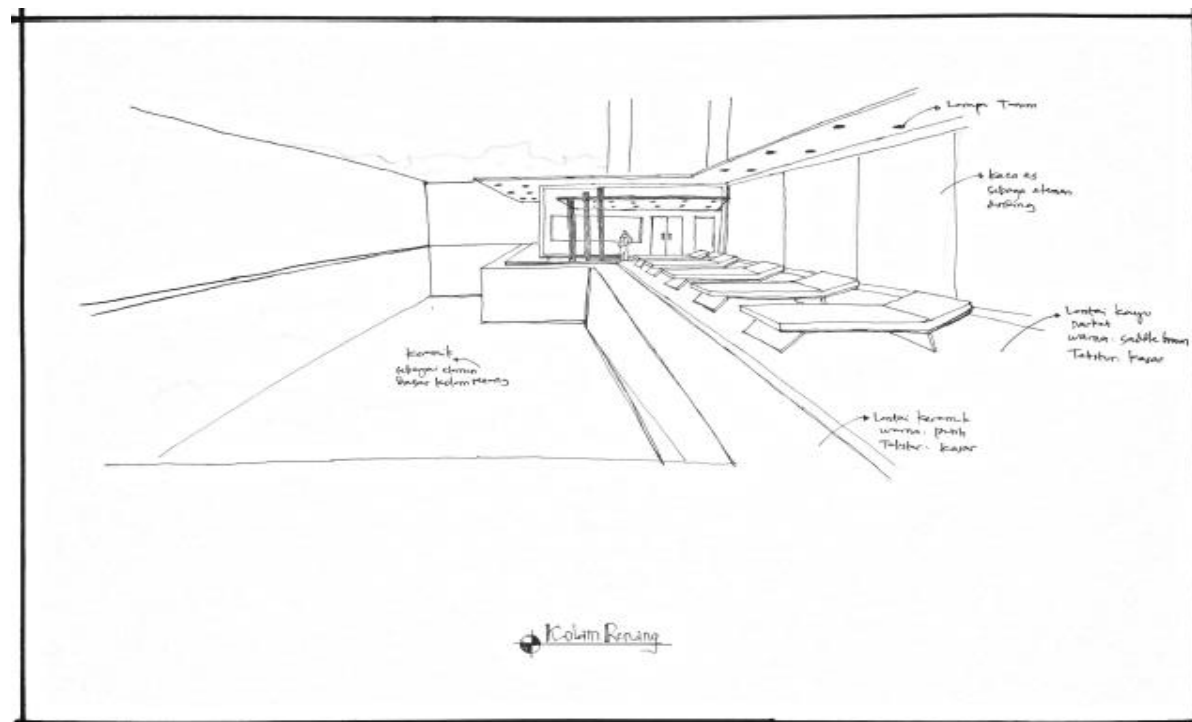 Lampu Tanam
kaca es
sebagai elemen
dinding
Lantai kayu
parket
warna: saddle brown
Tekstur: kasar
keramik
sebagai elemen
Dasar kolam renang
Lantai keramik
warna: putih
Tekstur: kasar
Kolam Renang